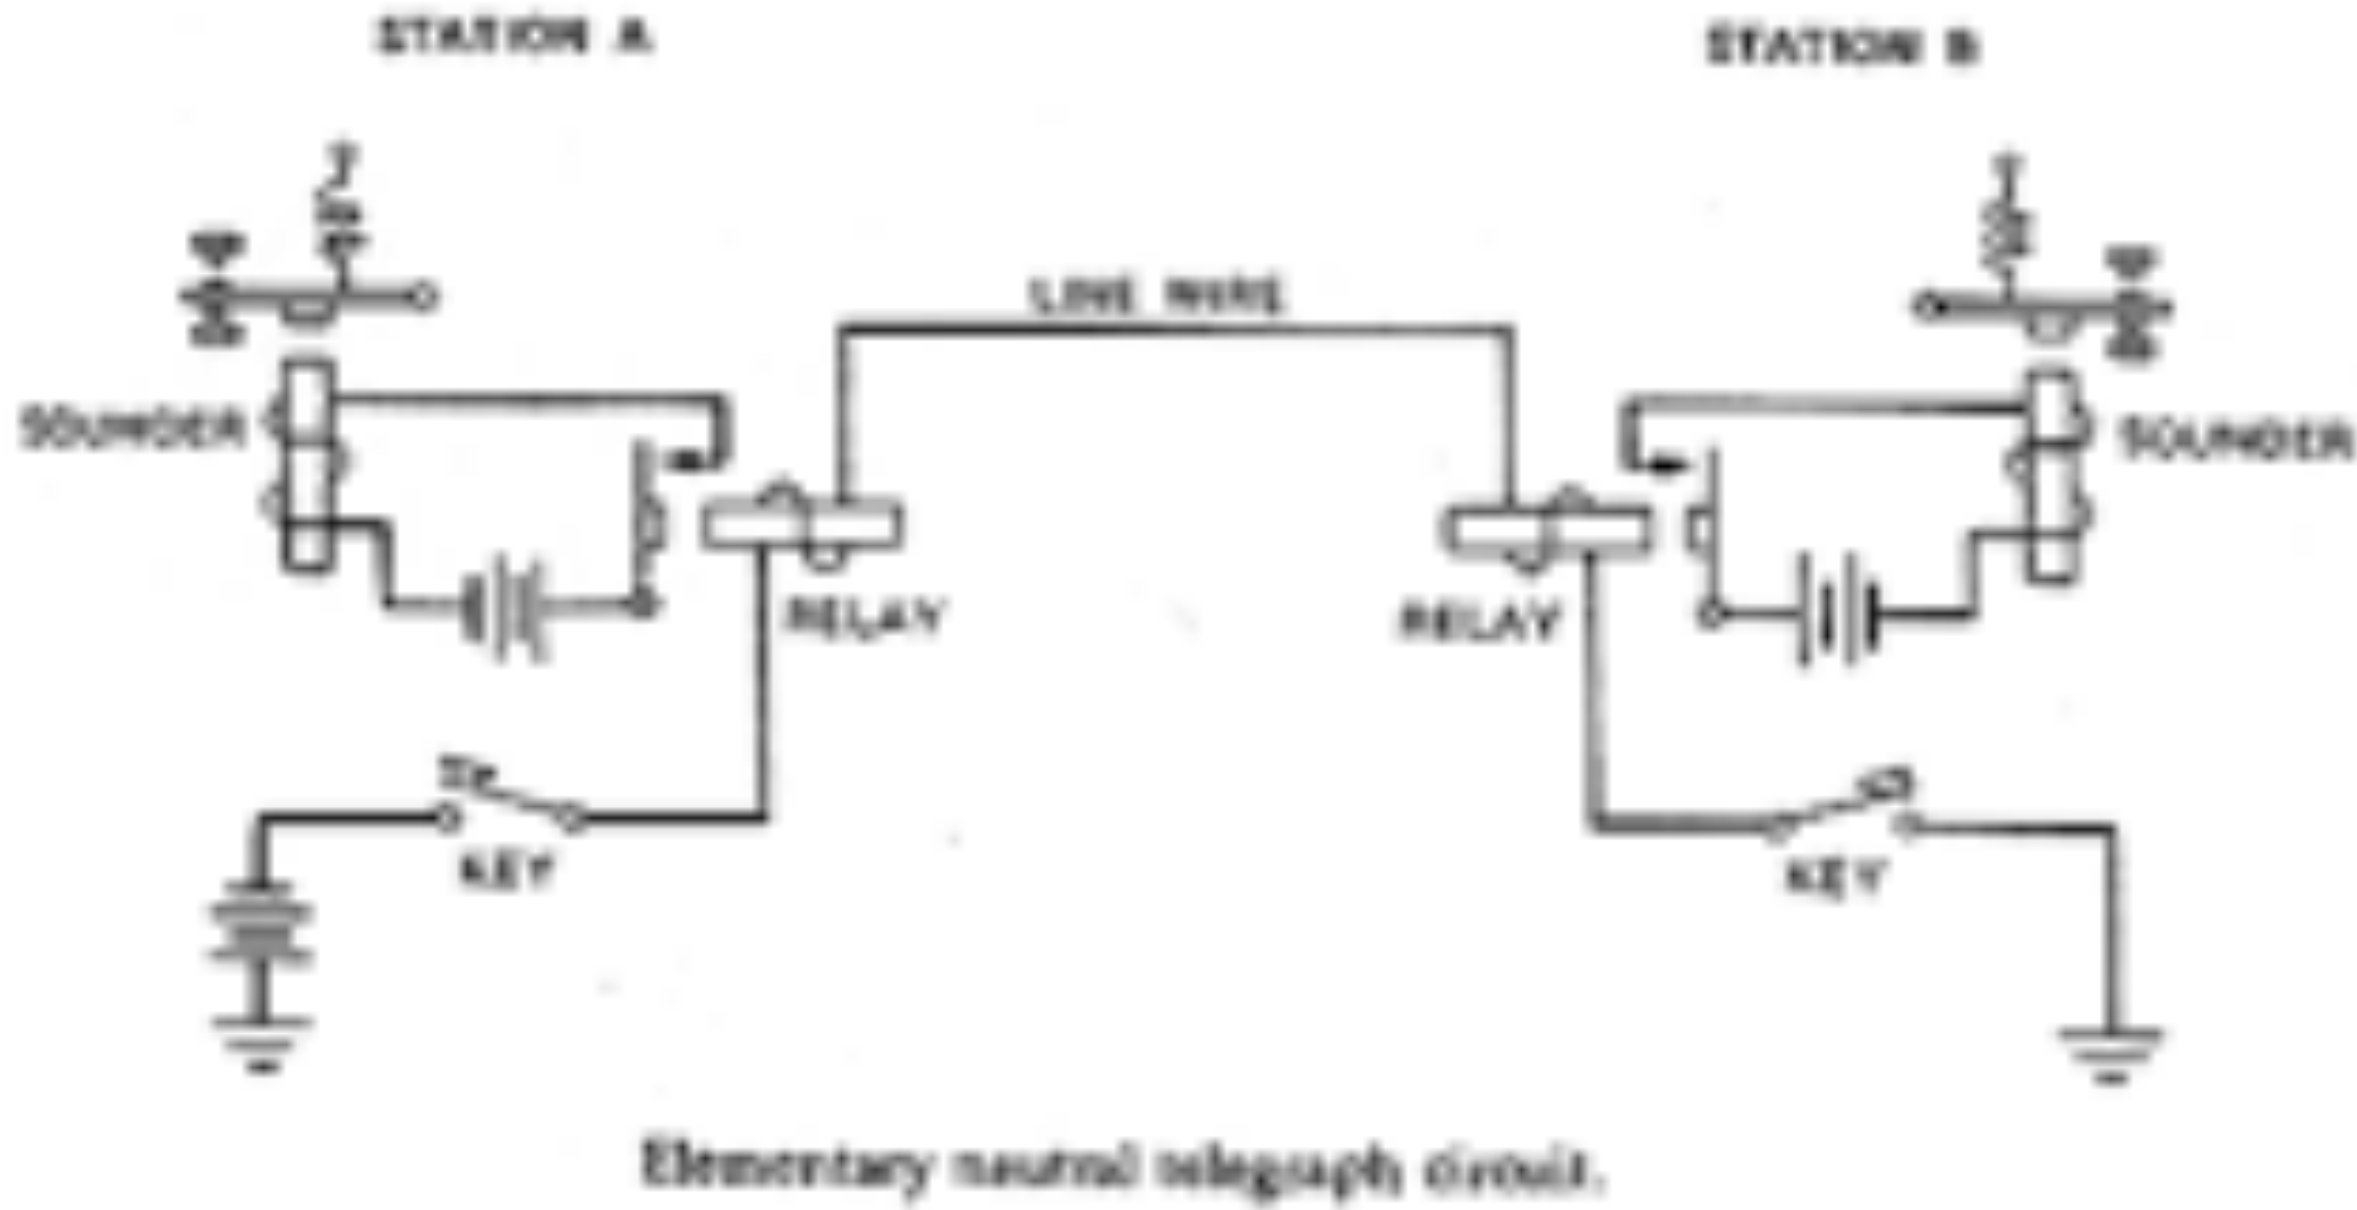 STATION A
STATION B
LINE WIRE
SOUNDER
SOUNDER
RELAY
RELAY
KEY
KEY
Elementary neutral telegraph circuit.